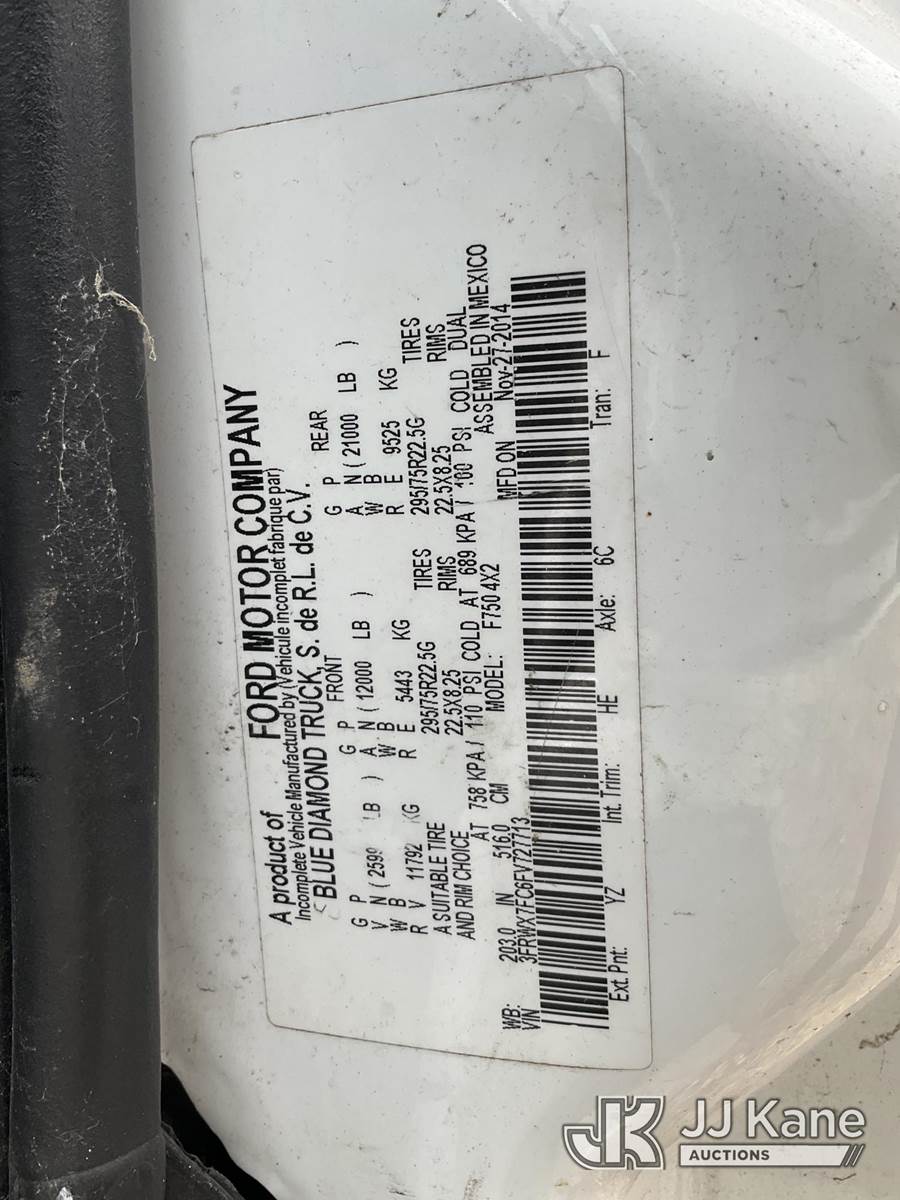 A product of FORD MOTOR COMPANY
Incomplete Vehicle Manufactured by (Vehicule incomplet fabrique par)
BLUE DIAMOND TRUCK, S. de R.L. de C.V.
FRONT REAR
G P G P G P
V N ( LB ) A N ( 12000 LB ) A N ( 21000 LB )
W B W B W B
R V 11792 KG R E 5443 KG R E 9525 KG
A SUITABLE TIRE 295/75R22.5G TIRES 295/75R22.5G TIRES
AND RIM CHOICE 22.5X8.25 RIMS 22.5X8.25 RIMS
AT 758 KPA / 110 PSI COLD AT 689 KPA / 100 PSI COLD DUAL
WB: 203.0 IN 516.0 CM MODEL: F750 4X2 ASSEMBLED IN MEXICO
VIN 3FRWX7FC6FV727713 MFD ON Nov-27-2014
Ext. Pnt: YZ Int. Trim: HE Axle: 6C Tran: F
JK JJ Kane
AUCTIONS